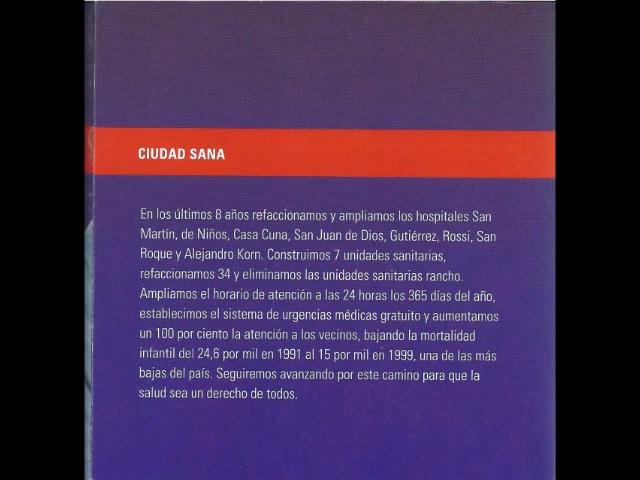 CIUDAD SANA
En los últimos 8 años refaccionamos y ampliamos los hospitales San
Martín, de Niños, Casa Cuna, San Juan de Dios, Gutiérrez, Rossi, San
Roque y Alejandro Korn. Construimos 7 unidades sanitarias,
refaccionamos 34 y eliminamos las unidades sanitarias rancho.
Ampliamos el horario de atención a las 24 horas los 365 días del año,
establecimos el sistema de urgencias médicas gratuito y aumentamos
un 100 por ciento la atención a los vecinos, bajando la mortalidad
infantil del 24,6 por mil en 1991 al 15 por mil en 1999, una de las más
bajas del país. Seguiremos avanzando por este camino para que la
salud sea un derecho de todos.